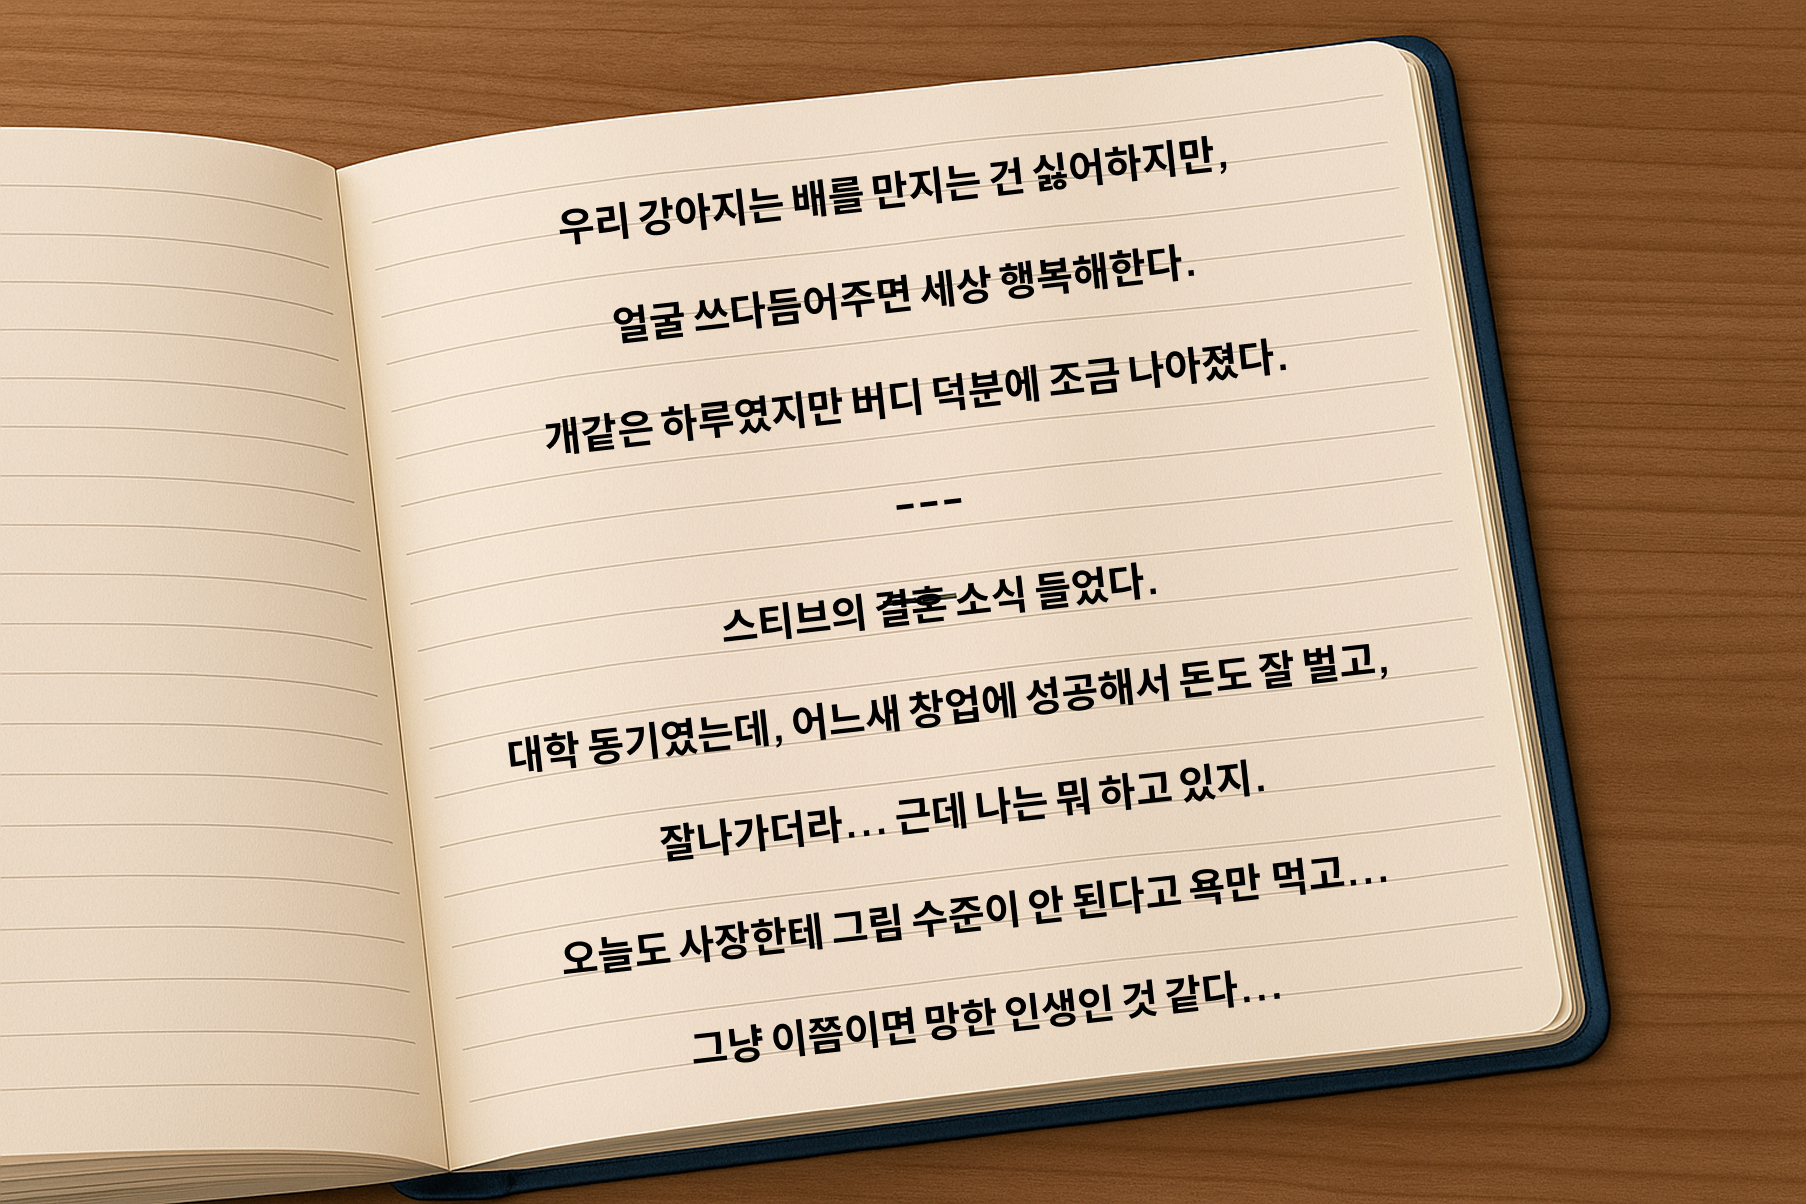 우리 강아지는 배를 만지는 건 싫어하지만,
얼굴 쓰다듬어주면 세상 행복해한다.
개같은 하루였지만 버디 덕분에 조금 나아졌다.
---
스티브의 결혼 소식 들었다.
대학 동기였는데, 어느새 창업에 성공해서 돈도 잘 벌고,
잘나가더라... 근데 나는 뭐 하고 있지.
오늘도 사장한테 그림 수준이 안 된다고 욕만 먹고...
그냥 이쯤이면 망한 인생인 것 같다...